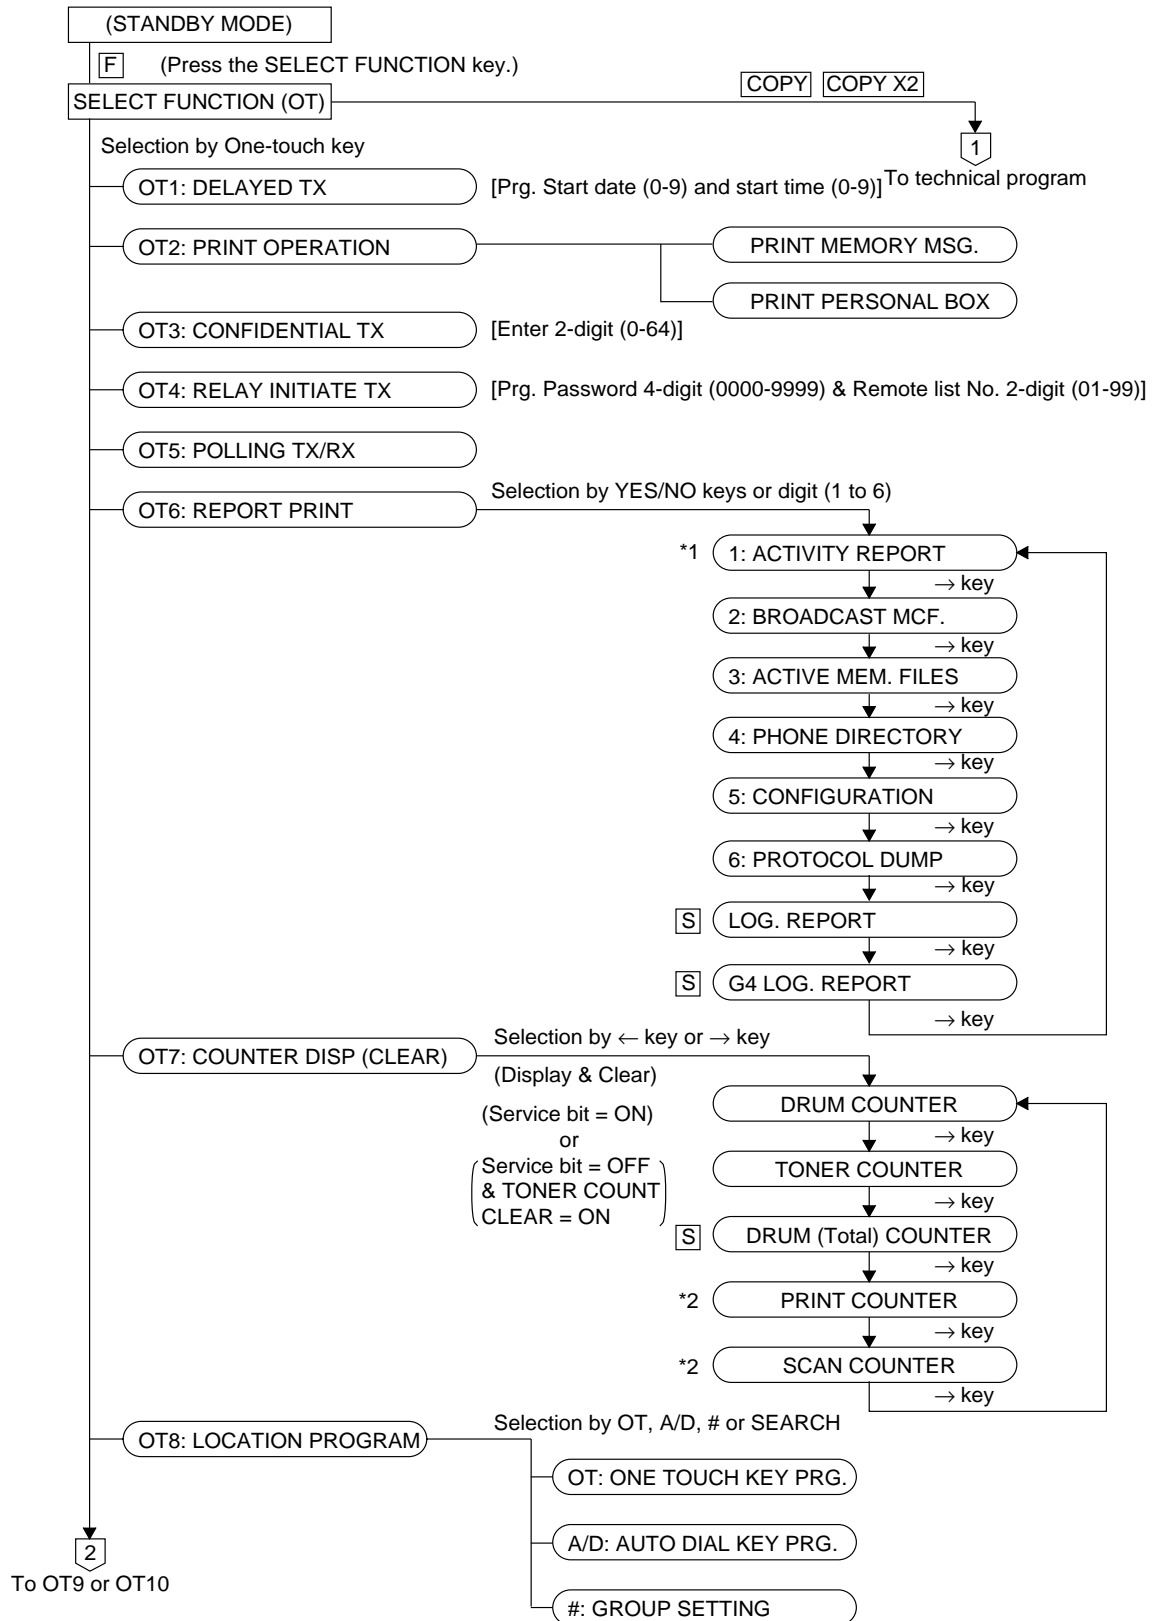 (STANDBY MODE)
F (Press the SELECT FUNCTION key.)
SELECT FUNCTION (OT)
COPY COPY X2
1
To technical program
Selection by One-touch key
OT1: DELAYED TX [Prg. Start date (0-9) and start time (0-9)]
OT2: PRINT OPERATION
PRINT MEMORY MSG.
PRINT PERSONAL BOX
OT3: CONFIDENTIAL TX [Enter 2-digit (0-64)]
OT4: RELAY INITIATE TX [Prg. Password 4-digit (0000-9999) & Remote list No. 2-digit (01-99)]
OT5: POLLING TX/RX
OT6: REPORT PRINT
Selection by YES/NO keys or digit (1 to 6)
*1 1: ACTIVITY REPORT
→ key
2: BROADCAST MCF.
→ key
3: ACTIVE MEM. FILES
→ key
4: PHONE DIRECTORY
→ key
5: CONFIGURATION
→ key
6: PROTOCOL DUMP
→ key
S LOG. REPORT
→ key
S G4 LOG. REPORT
→ key
OT7: COUNTER DISP (CLEAR)
Selection by ← key or → key
(Display & Clear)
(Service bit = ON)
or
(Service bit = OFF
& TONER COUNT
CLEAR = ON)
DRUM COUNTER
→ key
TONER COUNTER
→ key
S DRUM (Total) COUNTER
→ key
*2 PRINT COUNTER
→ key
*2 SCAN COUNTER
→ key
OT8: LOCATION PROGRAM
Selection by OT, A/D, # or SEARCH
OT: ONE TOUCH KEY PRG.
A/D: AUTO DIAL KEY PRG.
#: GROUP SETTING
2
To OT9 or OT10